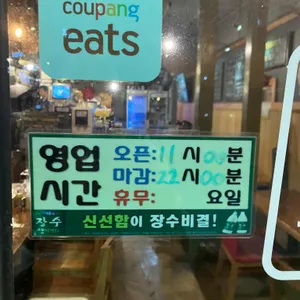 coupang
eats
영업
시간
오픈: 11 시 00 분
마감: 22 시 00 분
휴무: 요일
장수
신선함이 장수비결!